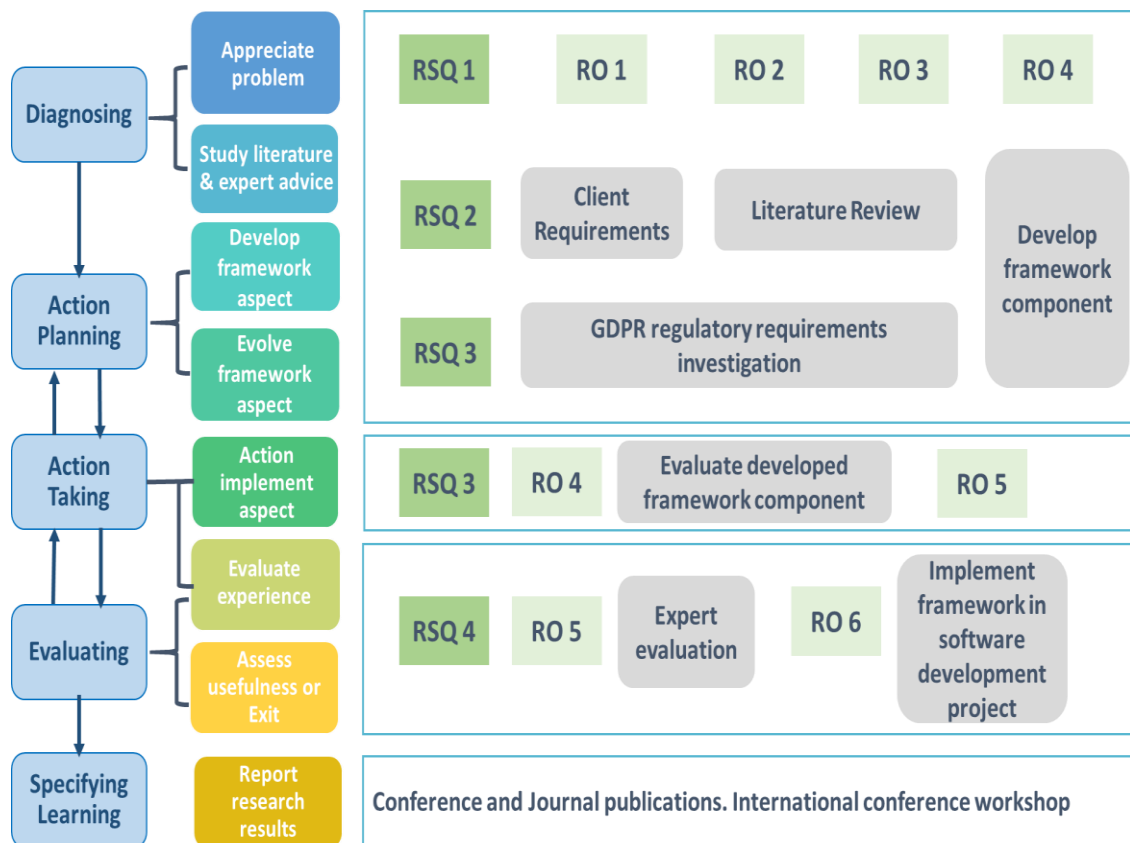 Diagnosing
Action
Planning
Action
Taking
Evaluating
Specifying
Learning
Appreciate
problem
Study literature
& expert advice
Develop
framework
aspect
Evolve
framework
aspect
Action
implement
aspect
Evaluate
experience
Assess
usefulness or
Exit
Report
research
results
RSQ 1
RO 1
RO 2
RO 3
RO 4
RSQ 2
Client
Requirements
Literature Review
Develop
framework
component
RSQ 3
GDPR regulatory requirements
investigation
RSQ 3
RO 4
Evaluate developed
framework component
RO 5
RSQ 4
RO 5
Expert
evaluation
RO 6
Implement
framework in
software
development
project
Conference and Journal publications. International conference workshop